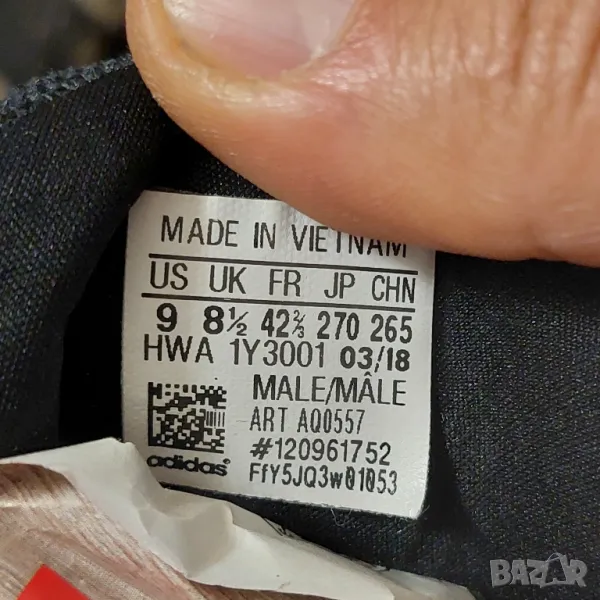 MADE IN VIETNAM
US UK FR JP CHN
9 8½ 42⅔ 270 265
HWA 1Y3001 03/18
MALE/MÂLE
ART AQ0557
#120961752
adidas FfY5JQ3w01053
BAZAR